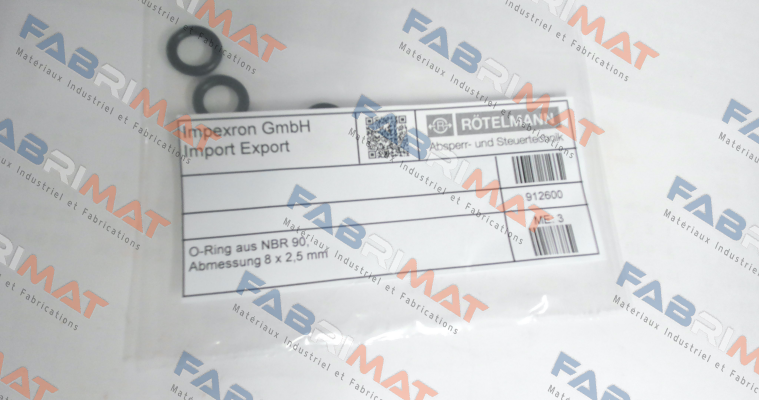 Impexron GmbH
Import Export
RÖTELMANN
Absperr- und Steuertechnik
912600
ME: 3
O-Ring aus NBR 90,
Abmessung 8 x 2,5 mm
FABRIMAT
Matériaux Industriel et Fabrications